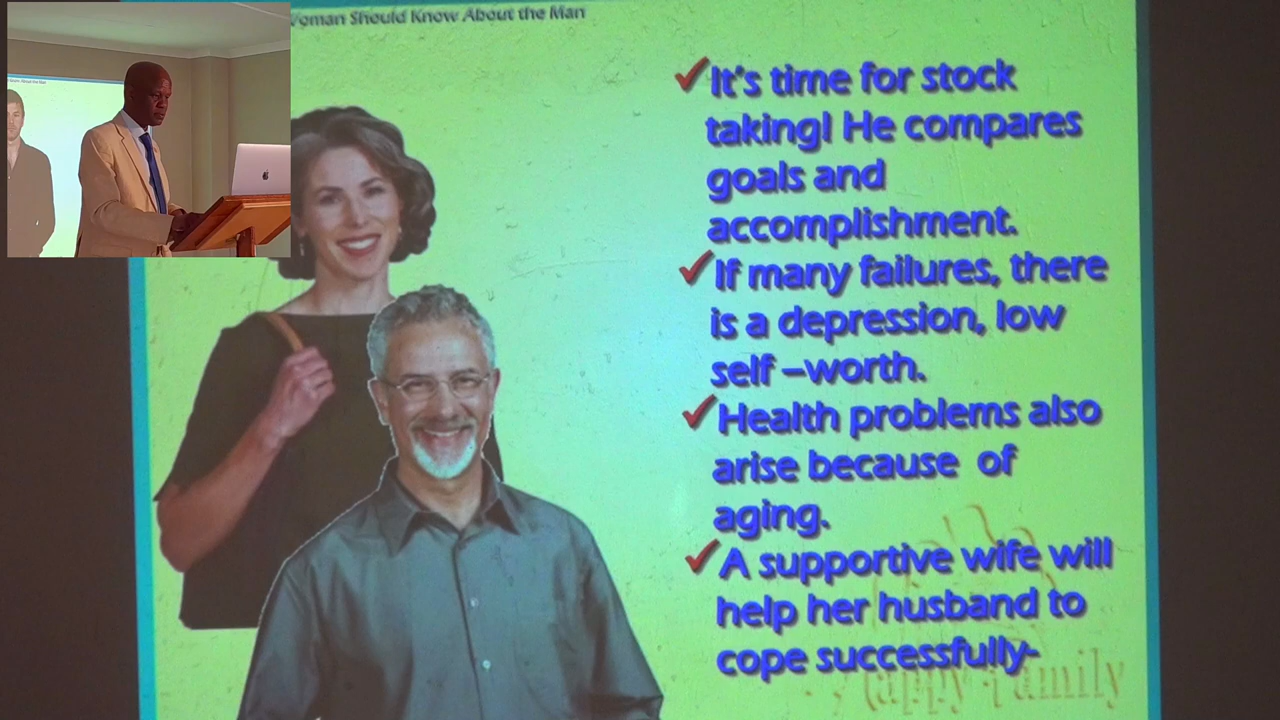 Woman Should Know About the Man
✓It's time for stock
taking! He compares
goals and
accomplishment.
✓If many failures, there
is a depression, low
self –worth.
✓Health problems also
arise because of
aging.
✓A supportive wife will
help her husband to
cope successfully-
Happy Family